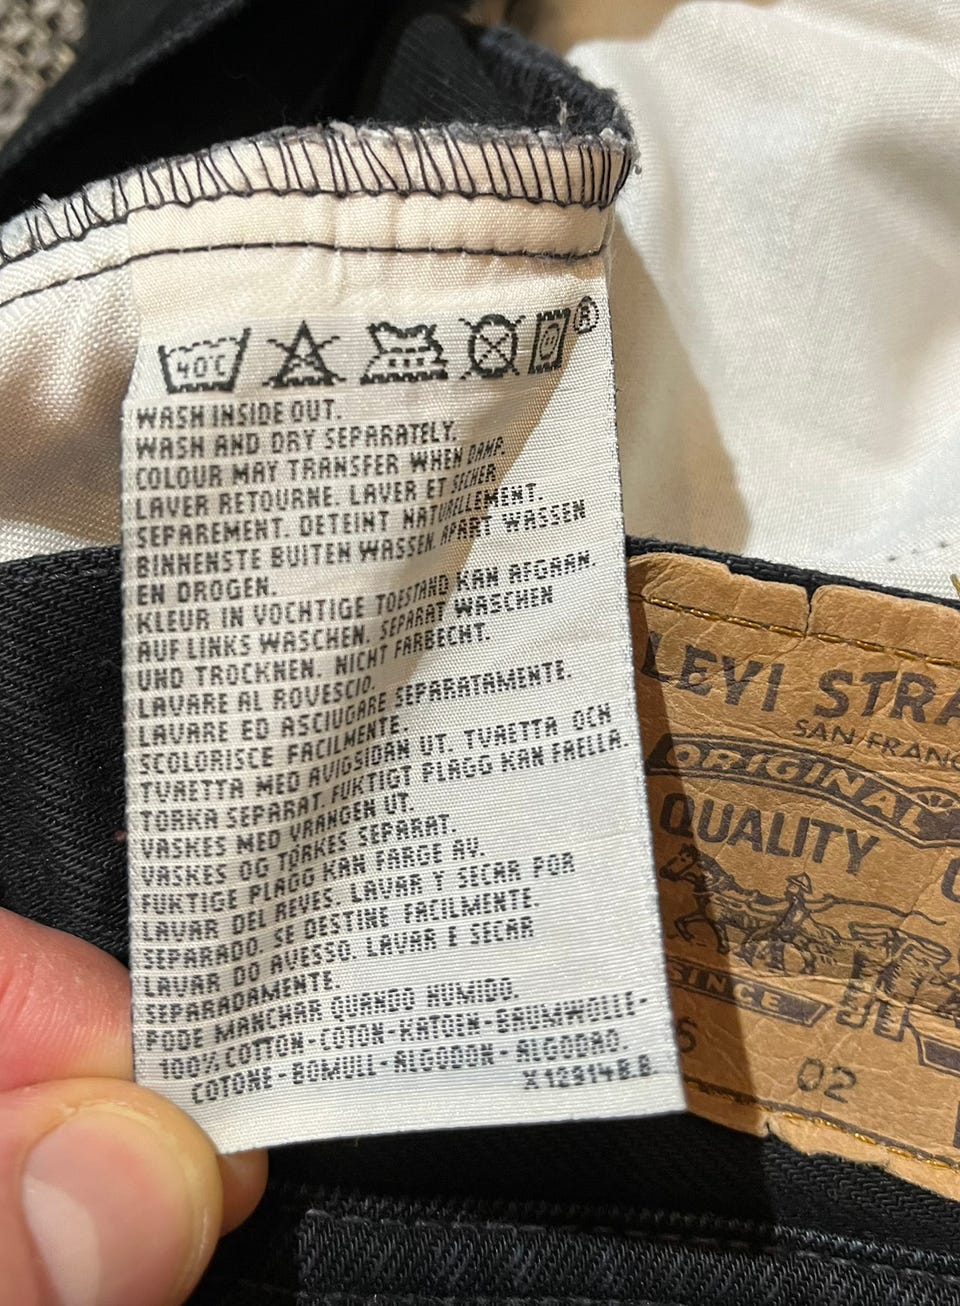 40°C
®
WASH INSIDE OUT.
WASH AND DRY SEPARATELY.
COLOUR MAY TRANSFER WHEN DAMP.
LAVER RETOURNE. LAVER ET SECHER
SEPAREMENT. DETEINT NATURELLEMENT.
BINNENSTE BUITEN WASSEN. APART WASSEN
EN DROGEN.
KLEUR IN VOCHTIGE TOESTAND KAN AFGAAN.
AUF LINKS WASCHEN. SEPARAT WASCHEN
UND TROCKNEN. NICHT FARBECHT.
LAVARE AL ROVESCIO.
LAVARE ED ASCIUGARE SEPARATAMENTE.
SCOLORISCE FACILMENTE.
TVAETTA MED AVIGSIDAN UT. TVAETTA OCH
TORKA SEPARAT. FUKTIGT PLAGG KAN FAELLA.
VASKES MED VRANGEN UT.
VASKES OG TORKES SEPARAT.
FUKTIGE PLAGG KAN FARGE AV.
LAVAR DEL REVES. LAVAR Y SECAR POR
SEPARADO. SE DESTINE FACILMENTE.
LAVAR DO AVESSO. LAVAR E SECAR
SEPARADAMENTE.
PODE MANCHAR QUANDO HUMIDO.
100% COTTON-COTON-KATOEN-BAUMWOLLE-
COTONE-BOMULL-ALGODON-ALGODAO.
X12914B.B.
LEVI STRA
SAN FRANC
ORIGINAL
QUALITY
SINCE
02